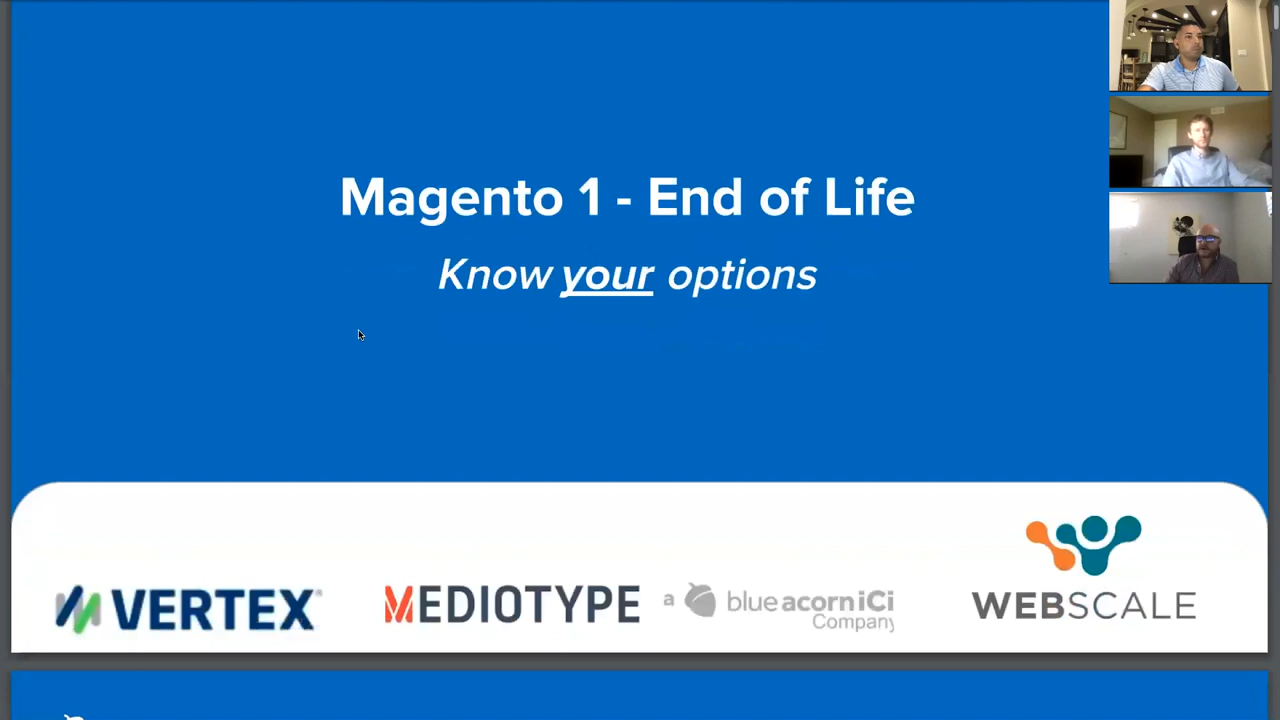 Magento 1 - End of Life
Know your options
VERTEX
MEDIOTYPE
a blue acorn iCi
Company
WEBSCALE